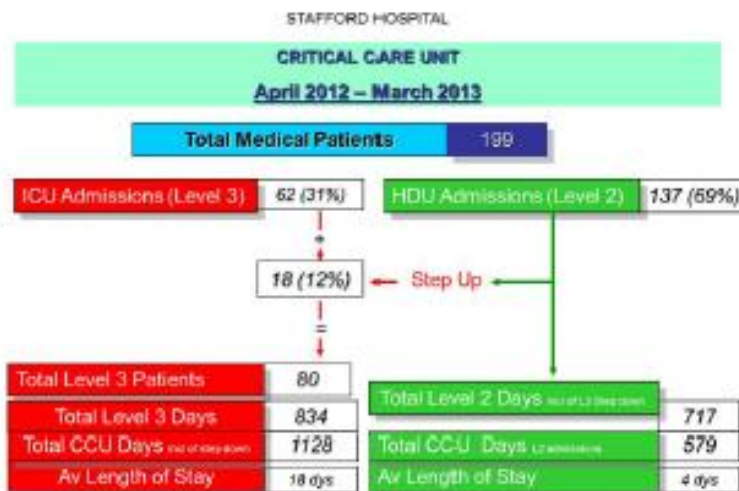 STAFFORD HOSPITAL
CRITICAL CARE UNIT
April 2012 – March 2013
Total Medical Patients 199
ICU Admissions (Level 3) 62 (31%) HDU Admissions (Level 2) 137 (69%)
+
18 (12%) Step Up
=
Total Level 3 Patients 80
Total Level 2 Days 717
Total Level 3 Days 834
Total CCU Days 1128 Total CCU Days 579
Av Length of Stay 18 dys Av Length of Stay 4 dys